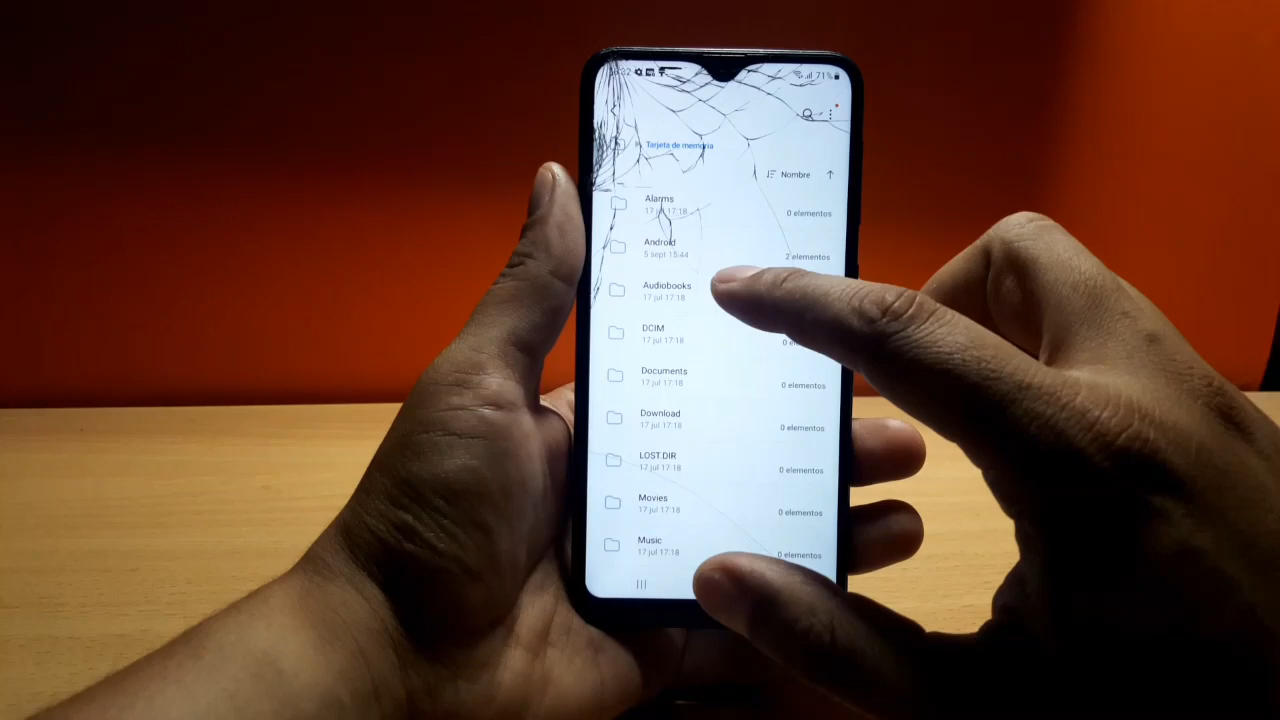 71%
Tarjeta de memoria
Nombre
Alarms
17 jul 17:18
0 elementos
Android
5 sept 15:44
2 elementos
Audiobooks
17 jul 17:18
DCIM
17 jul 17:18
Documents
17 jul 17:18
0 elementos
Download
17 jul 17:18
0 elementos
LOST.DIR
17 jul 17:18
0 elementos
Movies
17 jul 17:18
0 elementos
Music
17 jul 17:18
0 elementos